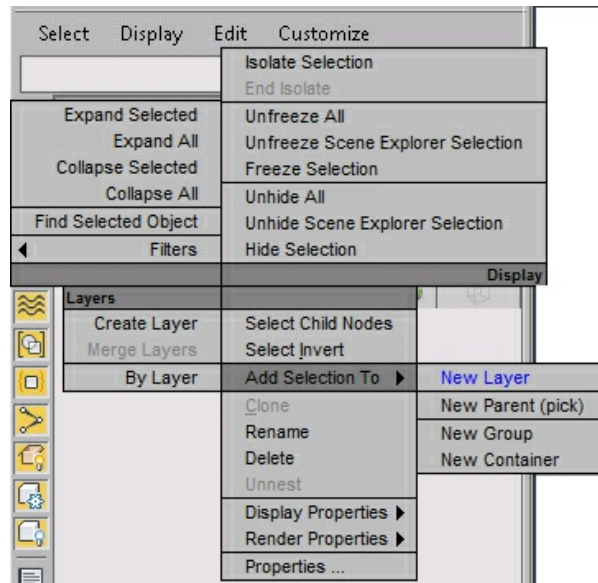 Select Display Edit Customize
Isolate Selection
End Isolate
Expand Selected
Expand All
Collapse Selected
Collapse All
Find Selected Object
Filters
Unfreeze All
Unfreeze Scene Explorer Selection
Freeze Selection
Unhide All
Unhide Scene Explorer Selection
Hide Selection
Display
Layers
Create Layer
Merge Layers
By Layer
Select Child Nodes
Select Invert
Add Selection To
Clone
Rename
Delete
Unnest
Display Properties
Render Properties
Properties ...
New Layer
New Parent (pick)
New Group
New Container